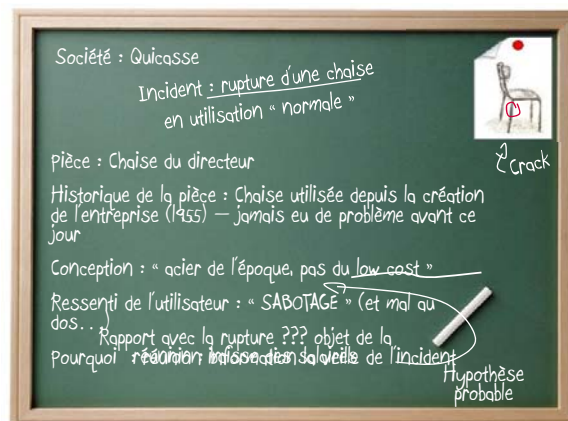 Société : Quicasse
Incident : rupture d'une chaise
en utilisation « normale »
Crack
Pièce : Chaise du directeur
Historique de la pièce : Chaise utilisée depuis la création
de l'entreprise (1955) – jamais eu de problème avant ce
jour
Conception : « acier de l'époque, pas du low cost »
Ressenti de l'utilisateur : « SABOTAGE » (et mal au
dos...)
Rapport avec la rupture ??? objet de la
Pourquoi : réunion : la veille de l'incident
Hypothèse
probable